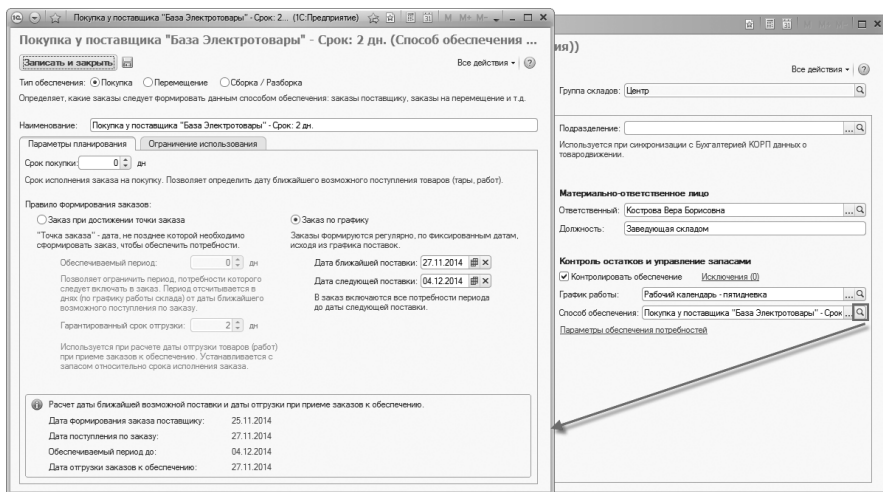 Покупка у поставщика "База Электротовары" - Срок: 2... (1С:Предприятие)
M M+ M-
Покупка у поставщика "База Электротовары" - Срок: 2 дн. (Способ обеспечения ...
Записать и закрыть
Все действия
Тип обеспечения: Покупка Перемещение Сборка / Разборка
Определяет, какие заказы следует формировать данным способом обеспечения: заказы поставщику, заказы на перемещение и т.д.
Наименование: Покупка у поставщика "База Электротовары" - Срок: 2 дн.
Параметры планирования Ограничение использования
Срок покупки: 0 дн
Срок исполнения заказа на покупку. Позволяет определить дату ближайшего возможного поступления товаров (тары, работ).
Правило формирования заказов:
Заказ при достижении точки заказа
"Точка заказа" - дата, не позднее которой необходимо
сформировать заказ, чтобы обеспечить потребности.
Обеспечиваемый период: 0 дн
Позволяет ограничить период, потребности которого
следует включать в заказ. Период отсчитывается в
днях (по графику работы склада) от даты ближайшего
возможного поступления по заказу.
Гарантированный срок отгрузки: 2 дн
Используется при расчете даты отгрузки товаров (работ)
при приеме заказов к обеспечению. Устанавливается с
запасом относительно срока исполнения заказа.
Заказ по графику
Заказы формируются регулярно, по фиксированным датам,
исходя из графика поставок.
Дата ближайшей поставки: 27.11.2014
Дата следующей поставки: 04.12.2014
В заказ включаются все потребности периода
до даты следующей поставки.
Расчет даты ближайшей возможной поставки и даты отгрузки при приеме заказов к обеспечению.
Дата формирования заказа поставщику: 25.11.2014
Дата поступления по заказу: 27.11.2014
Обеспечиваемый период до: 04.12.2014
Дата отгрузки заказов к обеспечению: 27.11.2014
M M+ M-
ия))
Все действия
Группа складов: Центр
Подразделение:
Используется при синхронизации с Бухгалтерией КОРП данных о
товародвижении.
Материально-ответственное лицо
Ответственный: Кострова Вера Борисовна
Должность: Заведующая складом
Контроль остатков и управление запасами
Контролировать обеспечение Исключения (0)
График работы: Рабочий календарь - пятидневка
Способ обеспечения: Покупка у поставщика "База Электротовары" - Срок
Параметры обеспечения потребностей